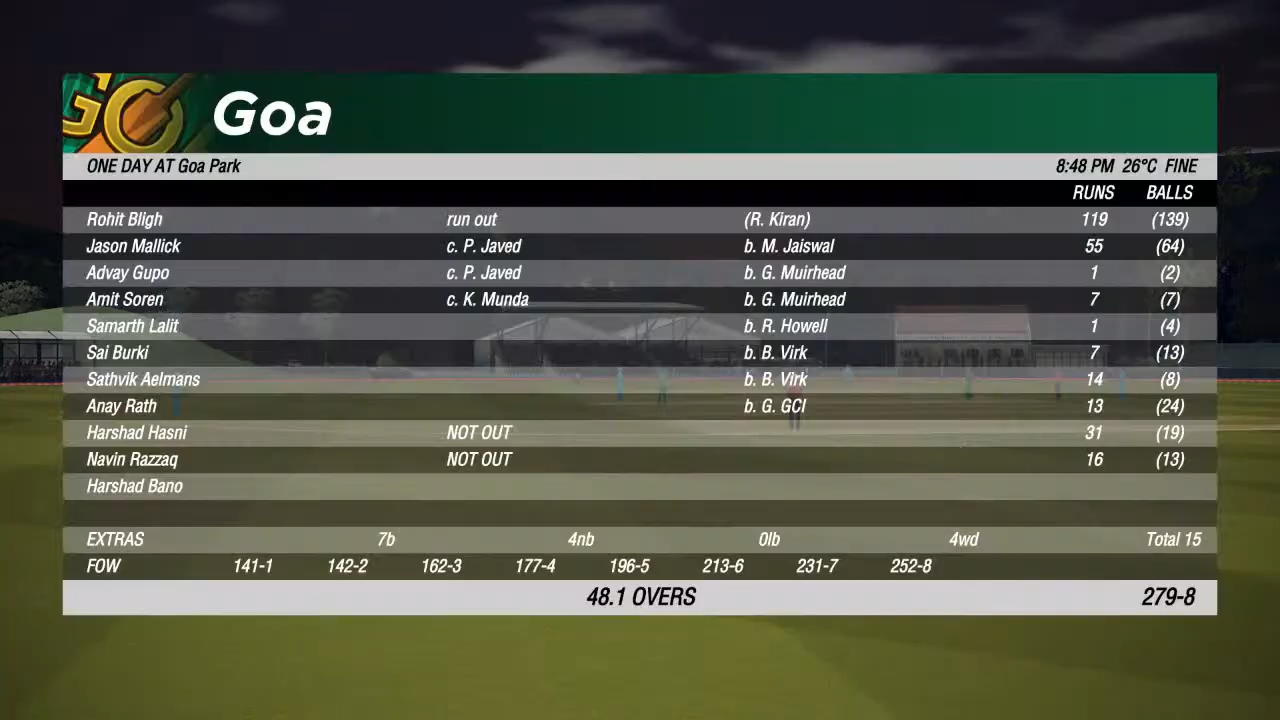 GO Goa
ONE DAY AT Goa Park 8:48 PM 26°C FINE
RUNS BALLS
Rohit Bligh run out (R. Kiran) 119 (139)
Jason Mallick c. P. Javed b. M. Jaiswal 55 (64)
Advay Gupo c. P. Javed b. G. Muirhead 1 (2)
Amit Soren c. K. Munda b. G. Muirhead 7 (7)
Samarth Lalit b. R. Howell 1 (4)
Sai Burki b. B. Virk 7 (13)
Sathvik Aelmans b. B. Virk 14 (8)
Anay Rath b. G. GCI 13 (24)
Harshad Hasni NOT OUT 31 (19)
Navin Razzaq NOT OUT 16 (13)
Harshad Bano
EXTRAS 7b 4nb 0lb 4wd Total 15
FOW 141-1 142-2 162-3 177-4 196-5 213-6 231-7 252-8
48.1 OVERS 279-8